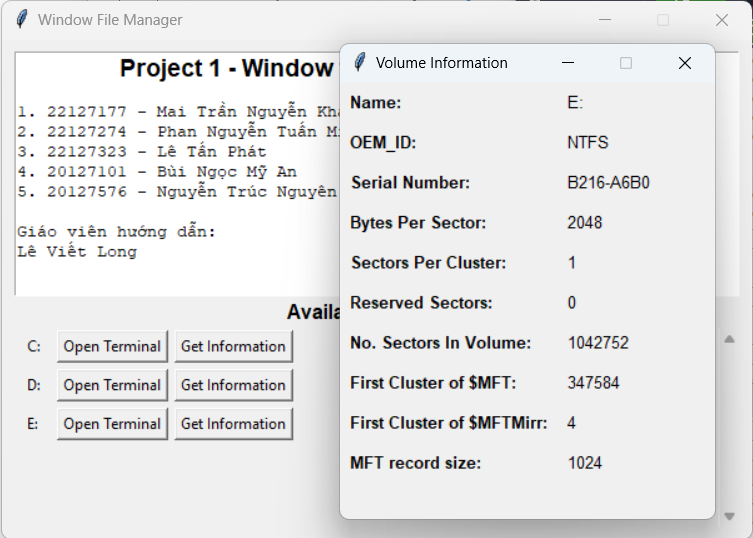 Window File Manager
Project 1 - Window
1. 22127177 - Mai Trần Nguyễn
2. 22127274 - Phan Nguyễn Tuấn
3. 22127323 - Lê Tấn Phát
4. 20127101 - Bùi Ngọc Mỹ An
5. 20127576 - Nguyễn Trúc Nguyên
Giáo viên hướng dẫn:
Lê Viết Long
C: Open Terminal Get Information
D: Open Terminal Get Information
E: Open Terminal Get Information
Volume Information
Name: E:
OEM_ID: NTFS
Serial Number: B216-A6B0
Bytes Per Sector: 2048
Sectors Per Cluster: 1
Reserved Sectors: 0
No. Sectors In Volume: 1042752
First Cluster of $MFT: 347584
First Cluster of $MFTMirr: 4
MFT record size: 1024